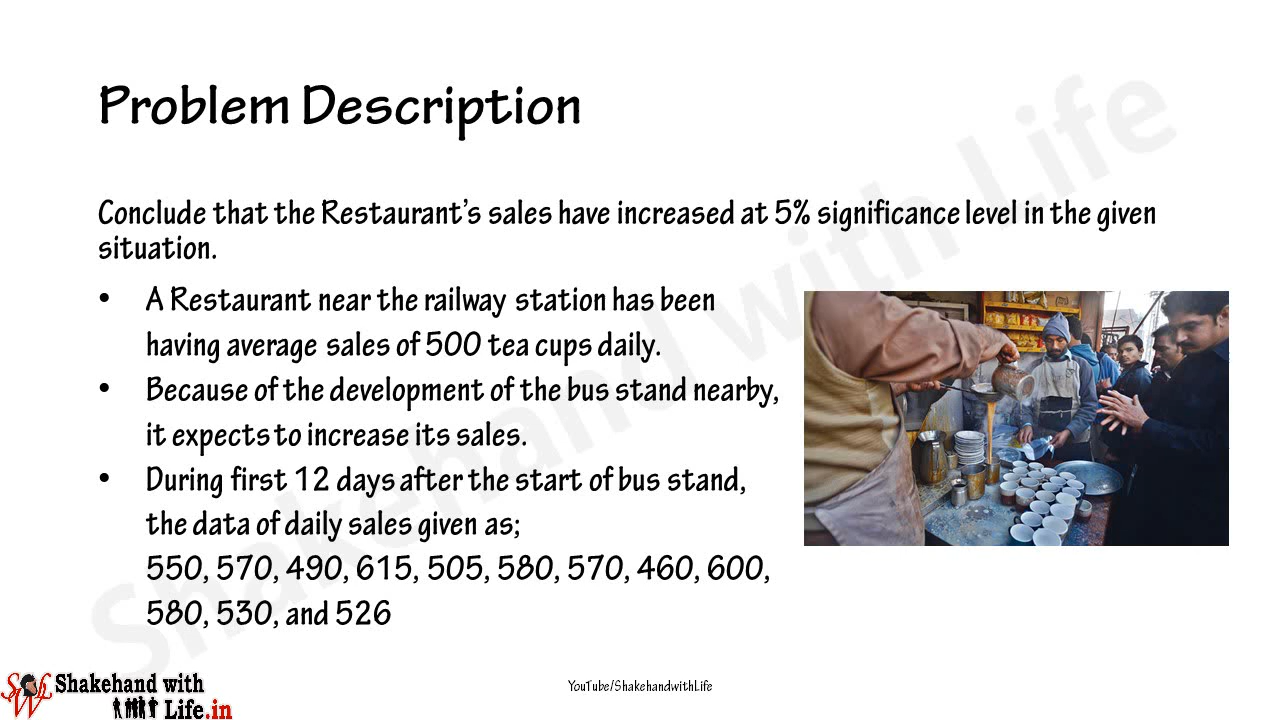 Problem Description
Conclude that the Restaurant's sales have increased at 5% significance level in the given
situation.
• A Restaurant near the railway station has been
having average sales of 500 tea cups daily.
• Because of the development of the bus stand nearby,
it expects to increase its sales.
• During first 12 days after the start of bus stand,
the data of daily sales given as;
550, 570, 490, 615, 505, 580, 570, 460, 600,
580, 530, and 526
Shakehand with Life
SWL
Shakehand with
Life.in
YouTube/ShakehandwithLife